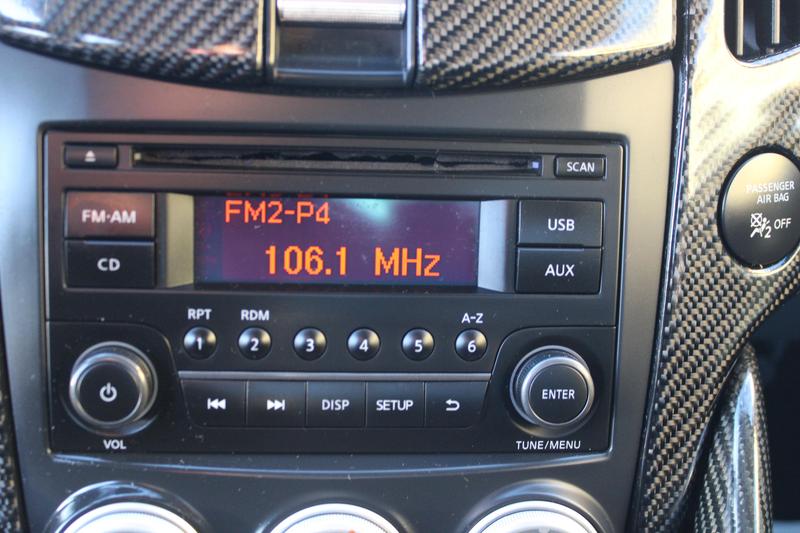 SCAN
PASSENGER
AIR BAG
OFF
2
FM·AM
FM2-P4
USB
CD
106.1 MHz
AUX
RPT RDM A-Z
1 2 3 4 5 6
DISP SETUP ENTER
VOL TUNE/MENU